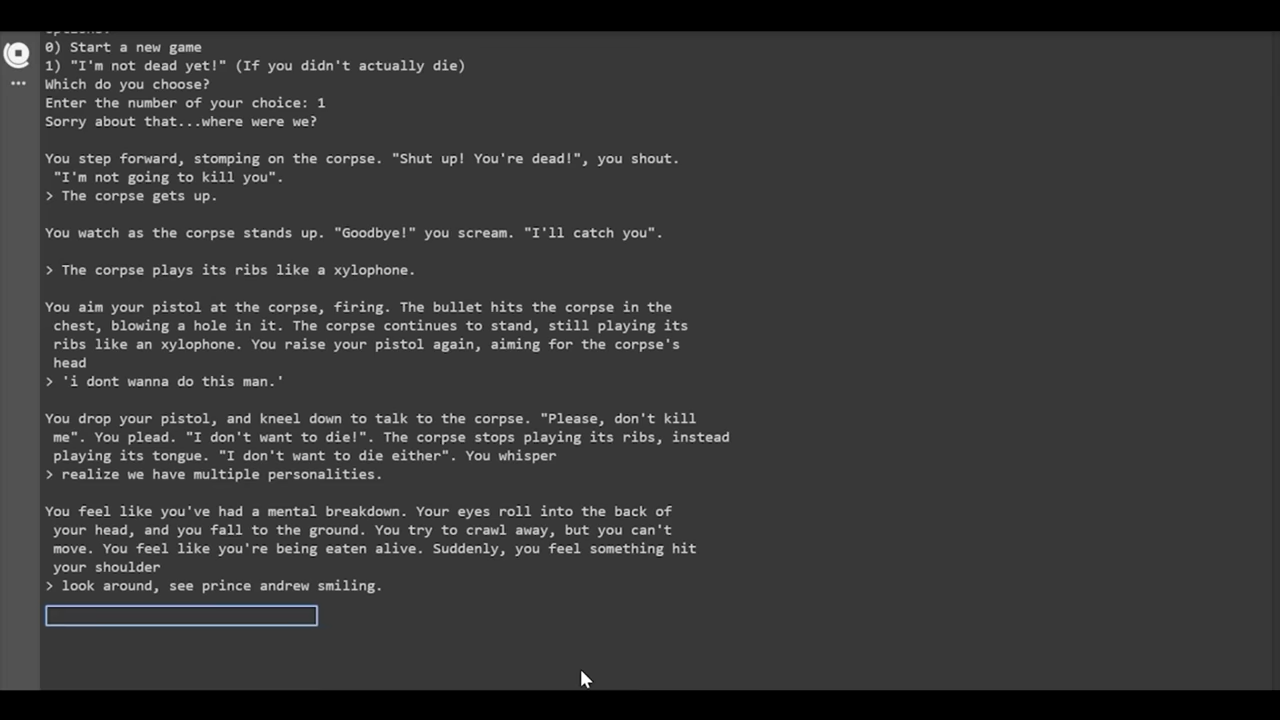 0) Start a new game
1) "I'm not dead yet!" (If you didn't actually die)
Which do you choose?
Enter the number of your choice: 1
Sorry about that...where were we?
You step forward, stomping on the corpse. "Shut up! You're dead!", you shout.
"I'm not going to kill you".
> The corpse gets up.
You watch as the corpse stands up. "Goodbye!" you scream. "I'll catch you".
> The corpse plays its ribs like a xylophone.
You aim your pistol at the corpse, firing. The bullet hits the corpse in the
chest, blowing a hole in it. The corpse continues to stand, still playing its
ribs like an xylophone. You raise your pistol again, aiming for the corpse's
head
> 'i dont wanna do this man.'
You drop your pistol, and kneel down to talk to the corpse. "Please, don't kill
me". You plead. "I don't want to die!". The corpse stops playing its ribs, instead
playing its tongue. "I don't want to die either". You whisper
> realize we have multiple personalities.
You feel like you've had a mental breakdown. Your eyes roll into the back of
your head, and you fall to the ground. You try to crawl away, but you can't
move. You feel like you're being eaten alive. Suddenly, you feel something hit
your shoulder
> look around, see prince andrew smiling.